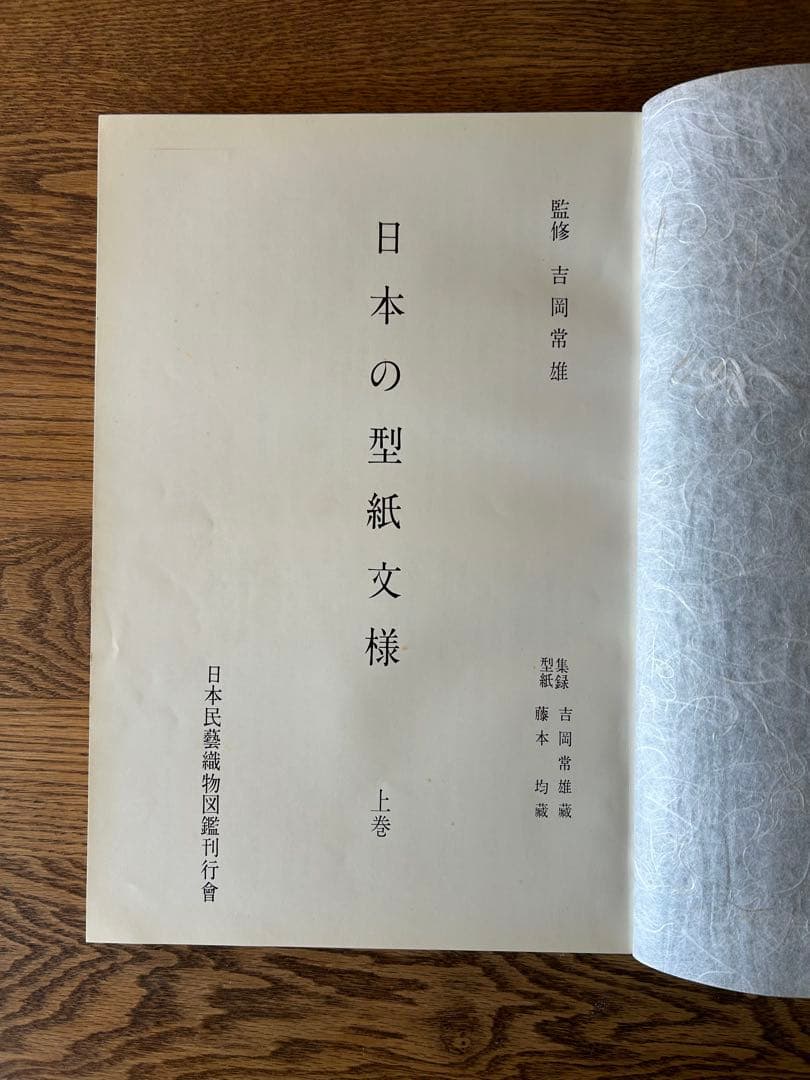 監修 吉岡常雄
集録型紙 吉岡常雄蔵
藤本 均蔵
日本の型紙文様 上巻
日本民藝織物図鑑刊行會